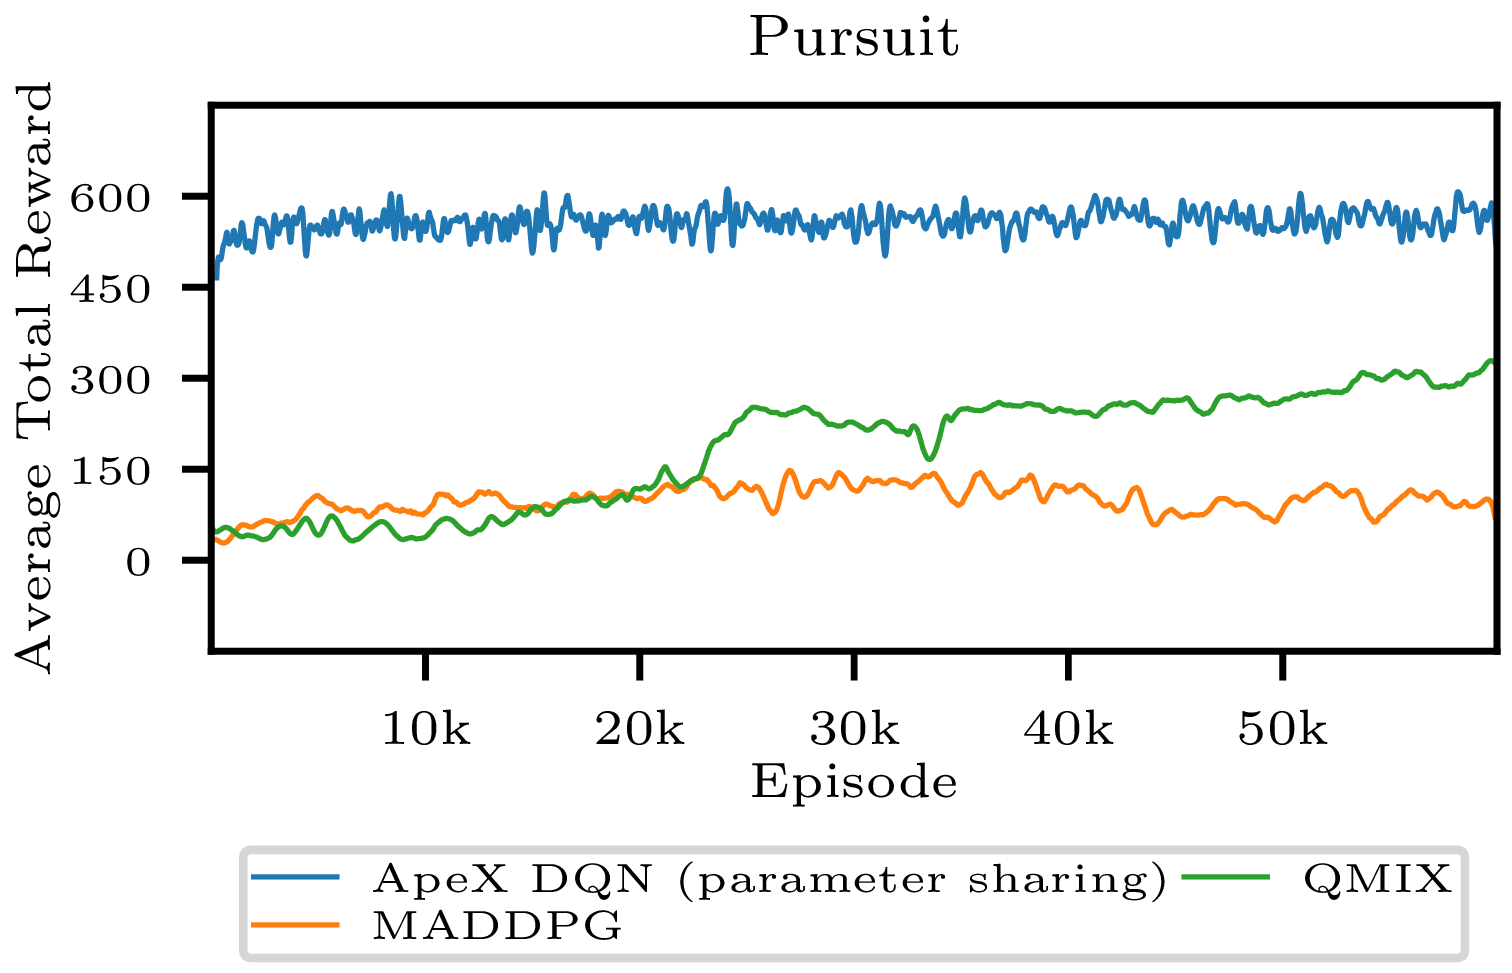 Pursuit
Average Total Reward
600
450
300
150
0
10k 20k 30k 40k 50k
Episode
ApeX DQN (parameter sharing) QMIX
MADDPG